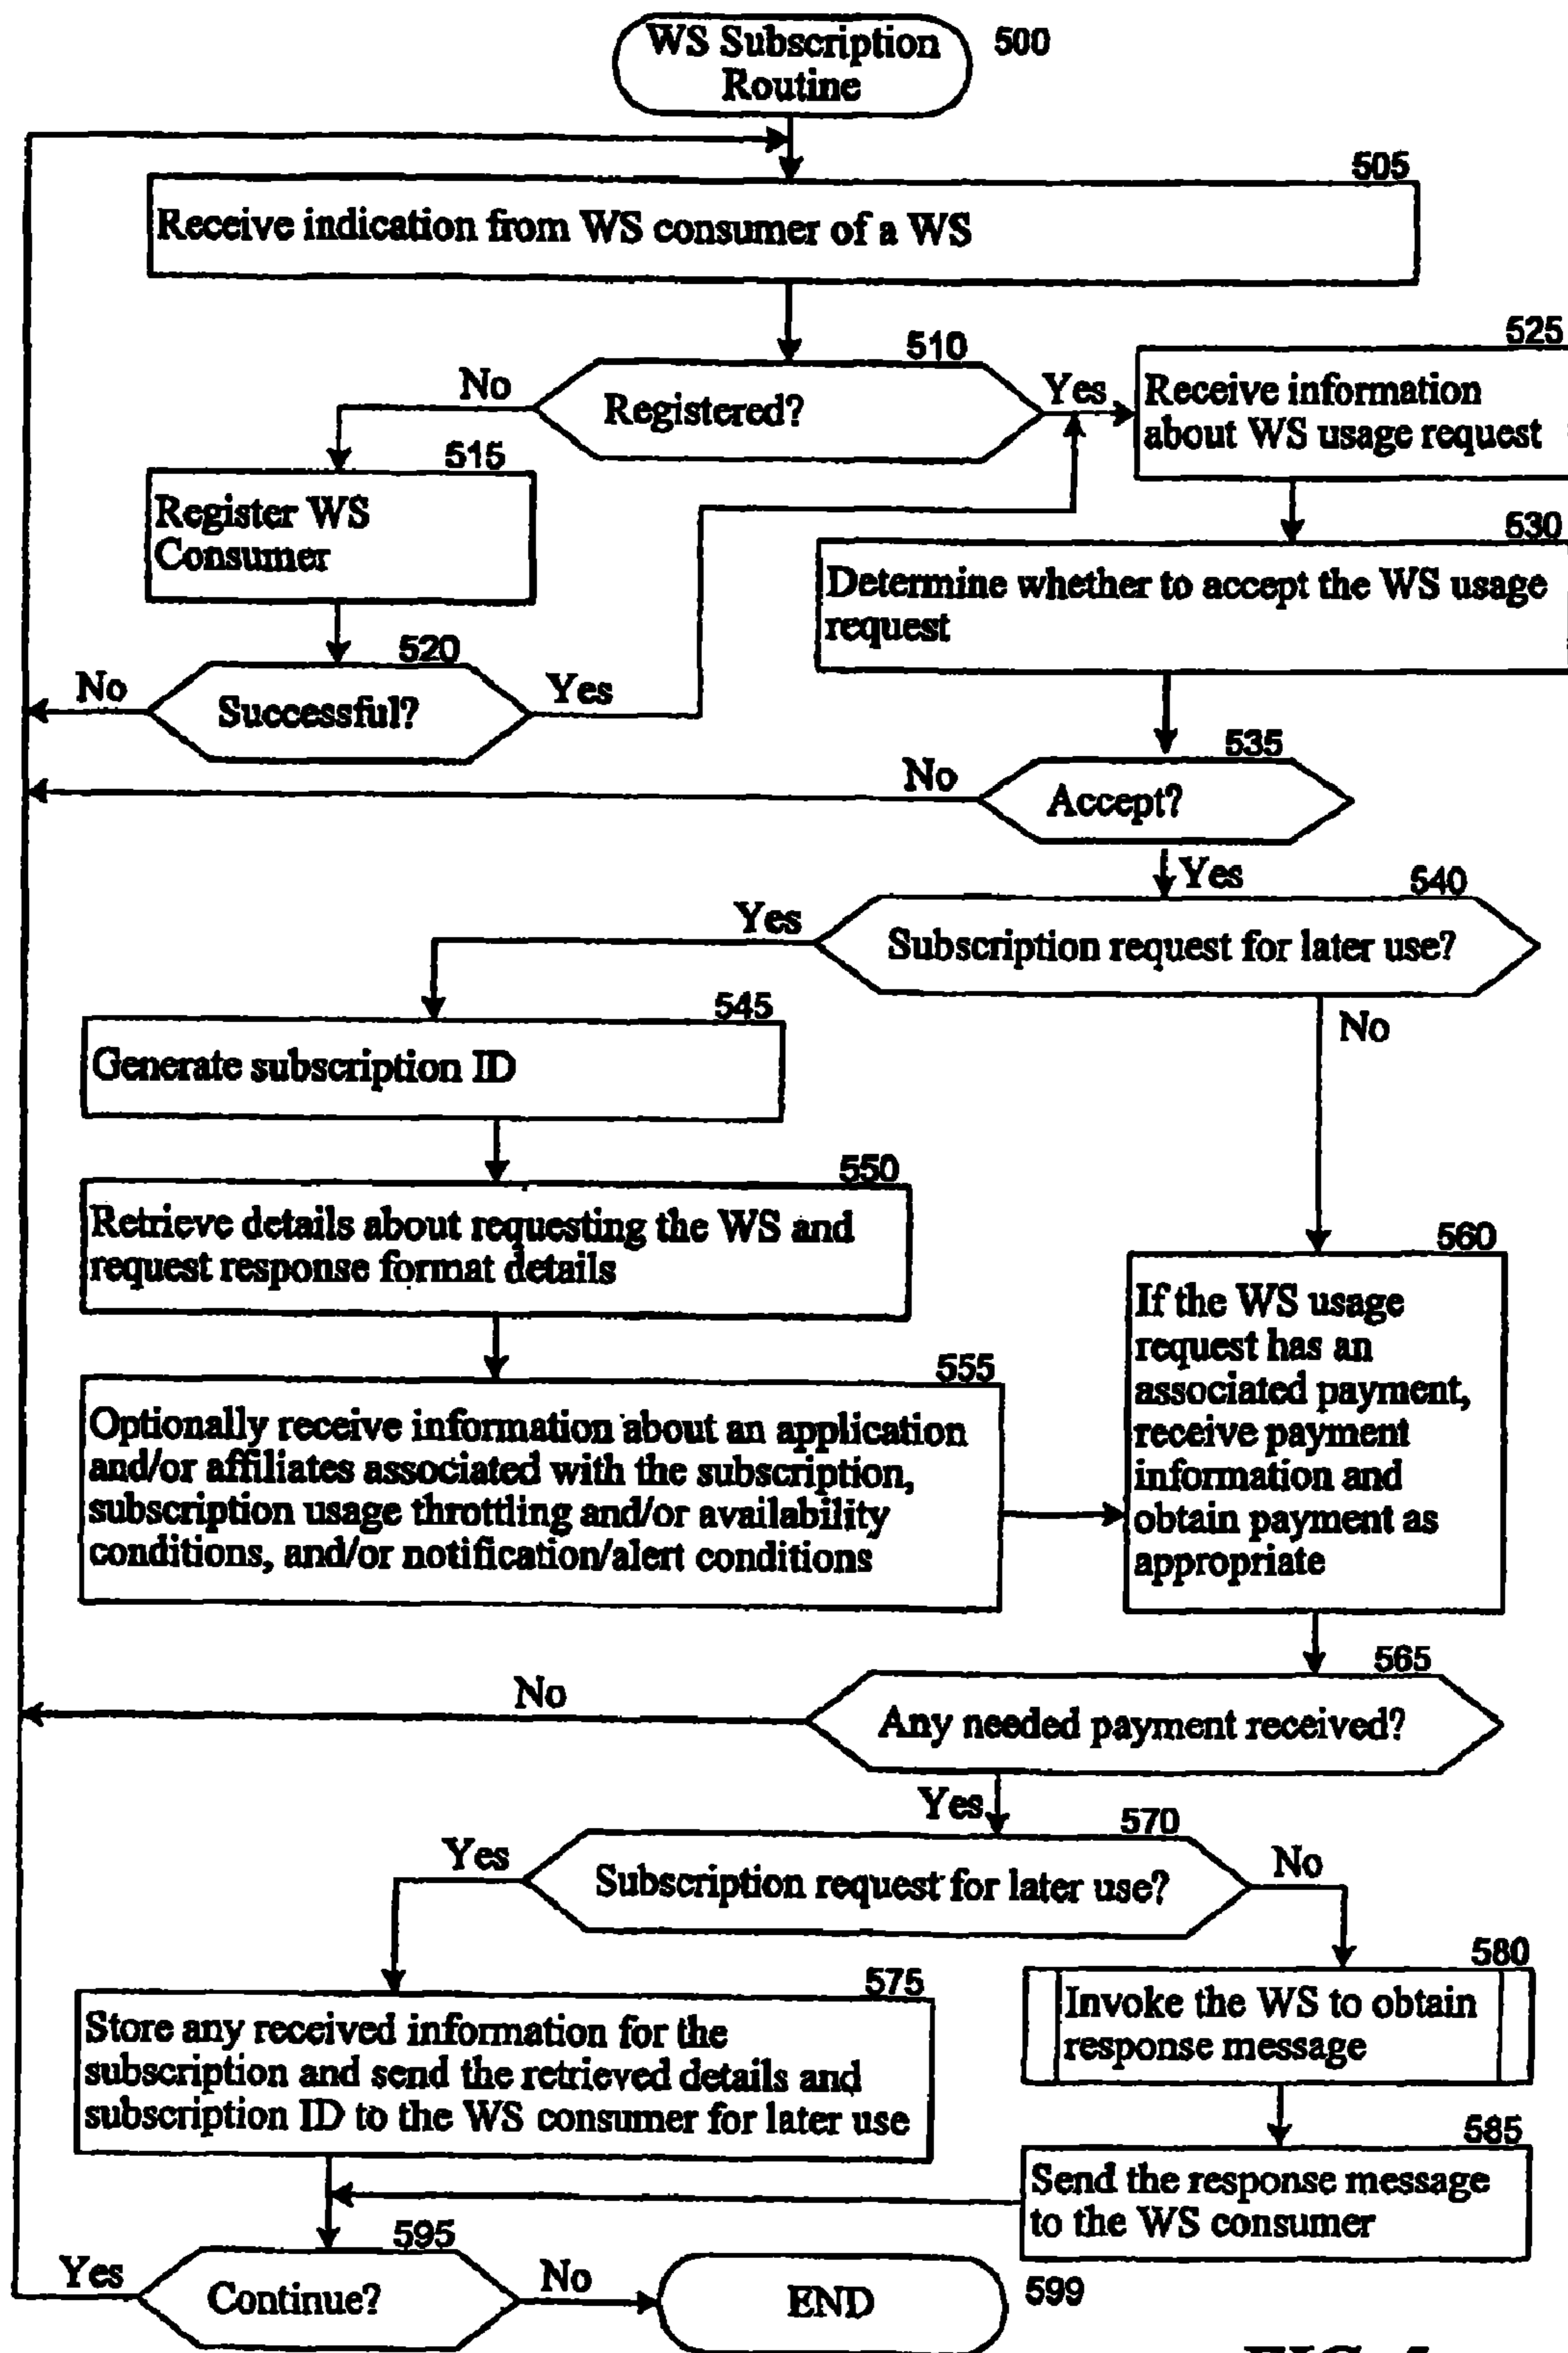 WS Subscription
Routine
500
505
Receive indication from WS consumer of a WS
510
Registered?
No
Yes
525
Receive information
about WS usage request
515
Register WS
Consumer
530
Determine whether to accept the WS usage
request
520
Successful?
No
Yes
535
Accept?
No
Yes
540
Subscription request for later use?
Yes
No
545
Generate subscription ID
550
Retrieve details about requesting the WS and
request response format details
555
Optionally receive information about an application
and/or affiliates associated with the subscription,
subscription usage throttling and/or availability
conditions, and/or notification/alert conditions
560
If the WS usage
request has an
associated payment,
receive payment
information and
obtain payment as
appropriate
565
Any needed payment received?
No
Yes
570
Subscription request for later use?
Yes
No
575
Store any received information for the
subscription and send the retrieved details and
subscription ID to the WS consumer for later use
580
Invoke the WS to obtain
response message
585
Send the response message
to the WS consumer
595
Continue?
Yes
No
END
599